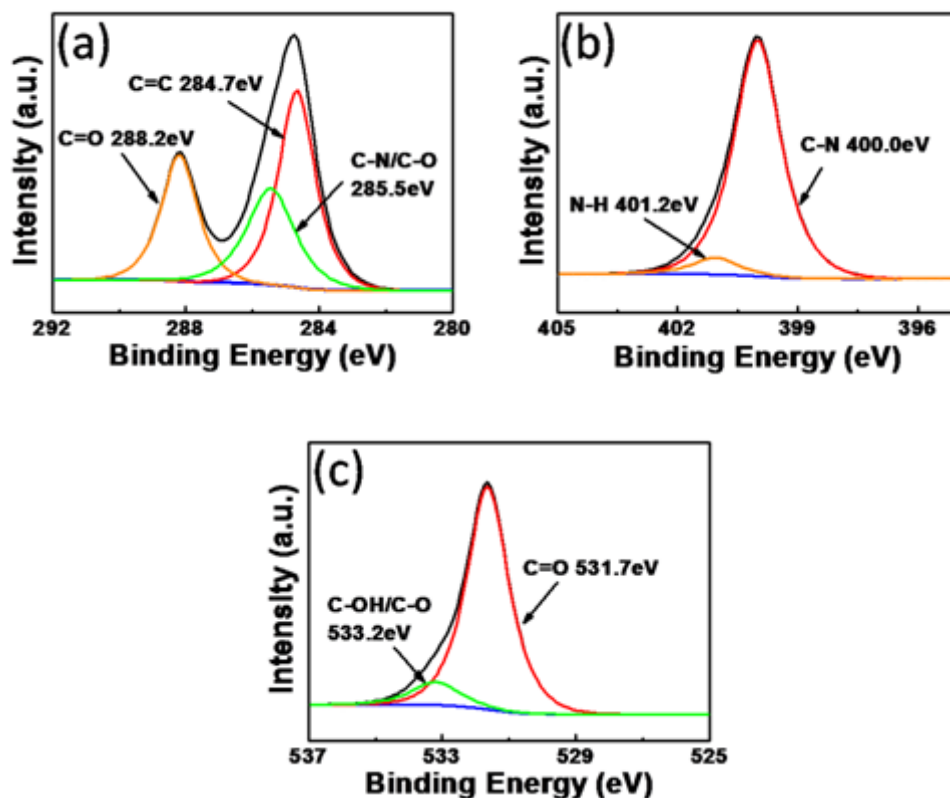 (a)
Intensity (a.u.)
C=C 284.7eV
C=O 288.2eV
C-N/C-O
285.5eV
292 288 284 280
Binding Energy (eV)
(b)
Intensity (a.u.)
C-N 400.0eV
N-H 401.2eV
405 402 399 396
Binding Energy (eV)
(c)
Intensity (a.u.)
C=O 531.7eV
C-OH/C-O
533.2eV
537 533 529 525
Binding Energy (eV)